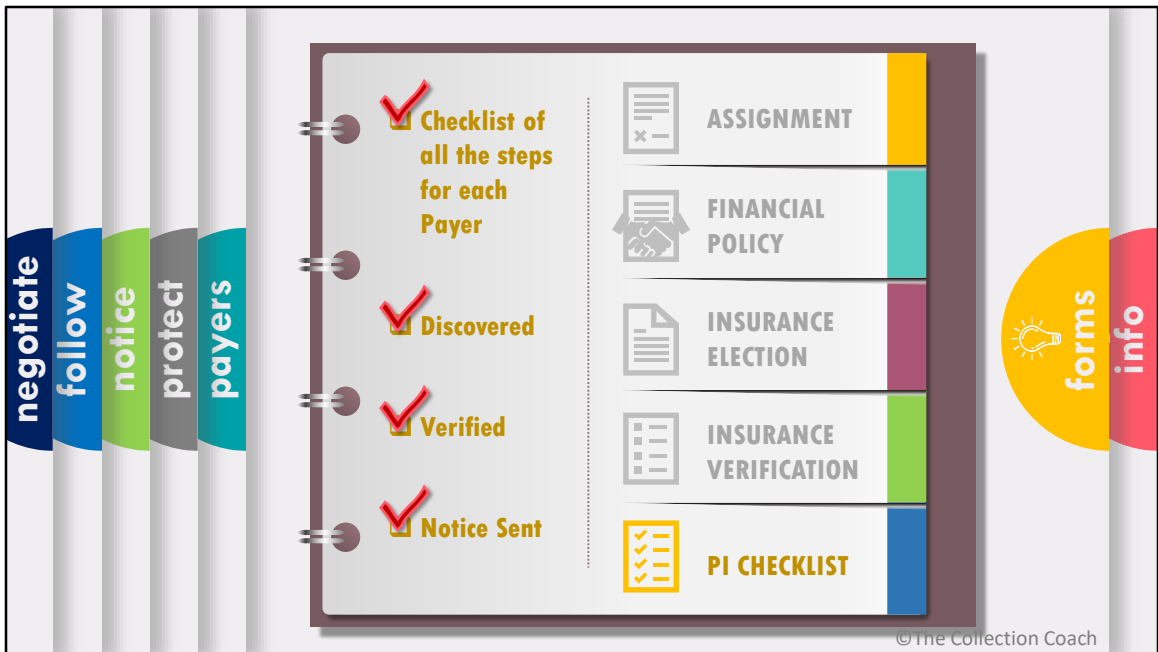 negotiate
follow
notice
protect
payers
Checklist of
all the steps
for each
Payer
Discovered
Verified
Notice Sent
ASSIGNMENT
FINANCIAL
POLICY
INSURANCE
ELECTION
INSURANCE
VERIFICATION
PI CHECKLIST
forms
info
©The Collection Coach